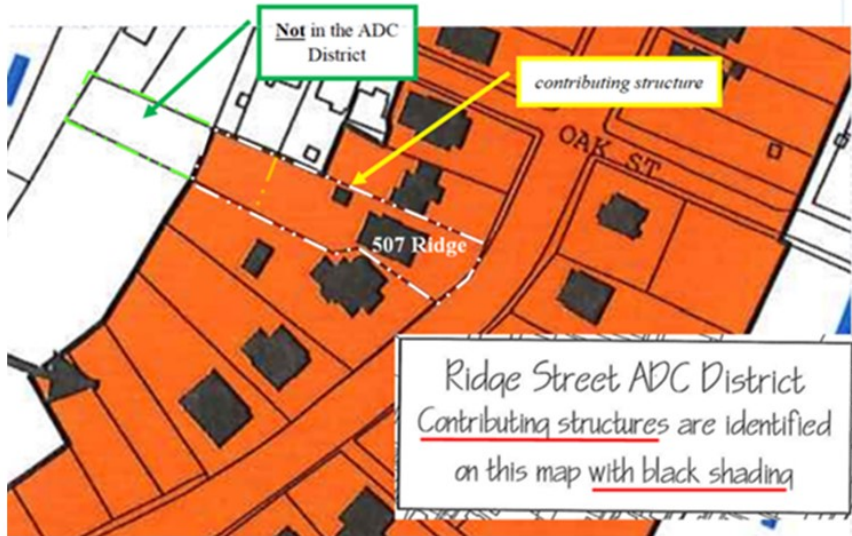 Not in the ADC
District
contributing structure
OAK ST
507 Ridge
Ridge Street ADC District
Contributing structures are identified
on this map with black shading